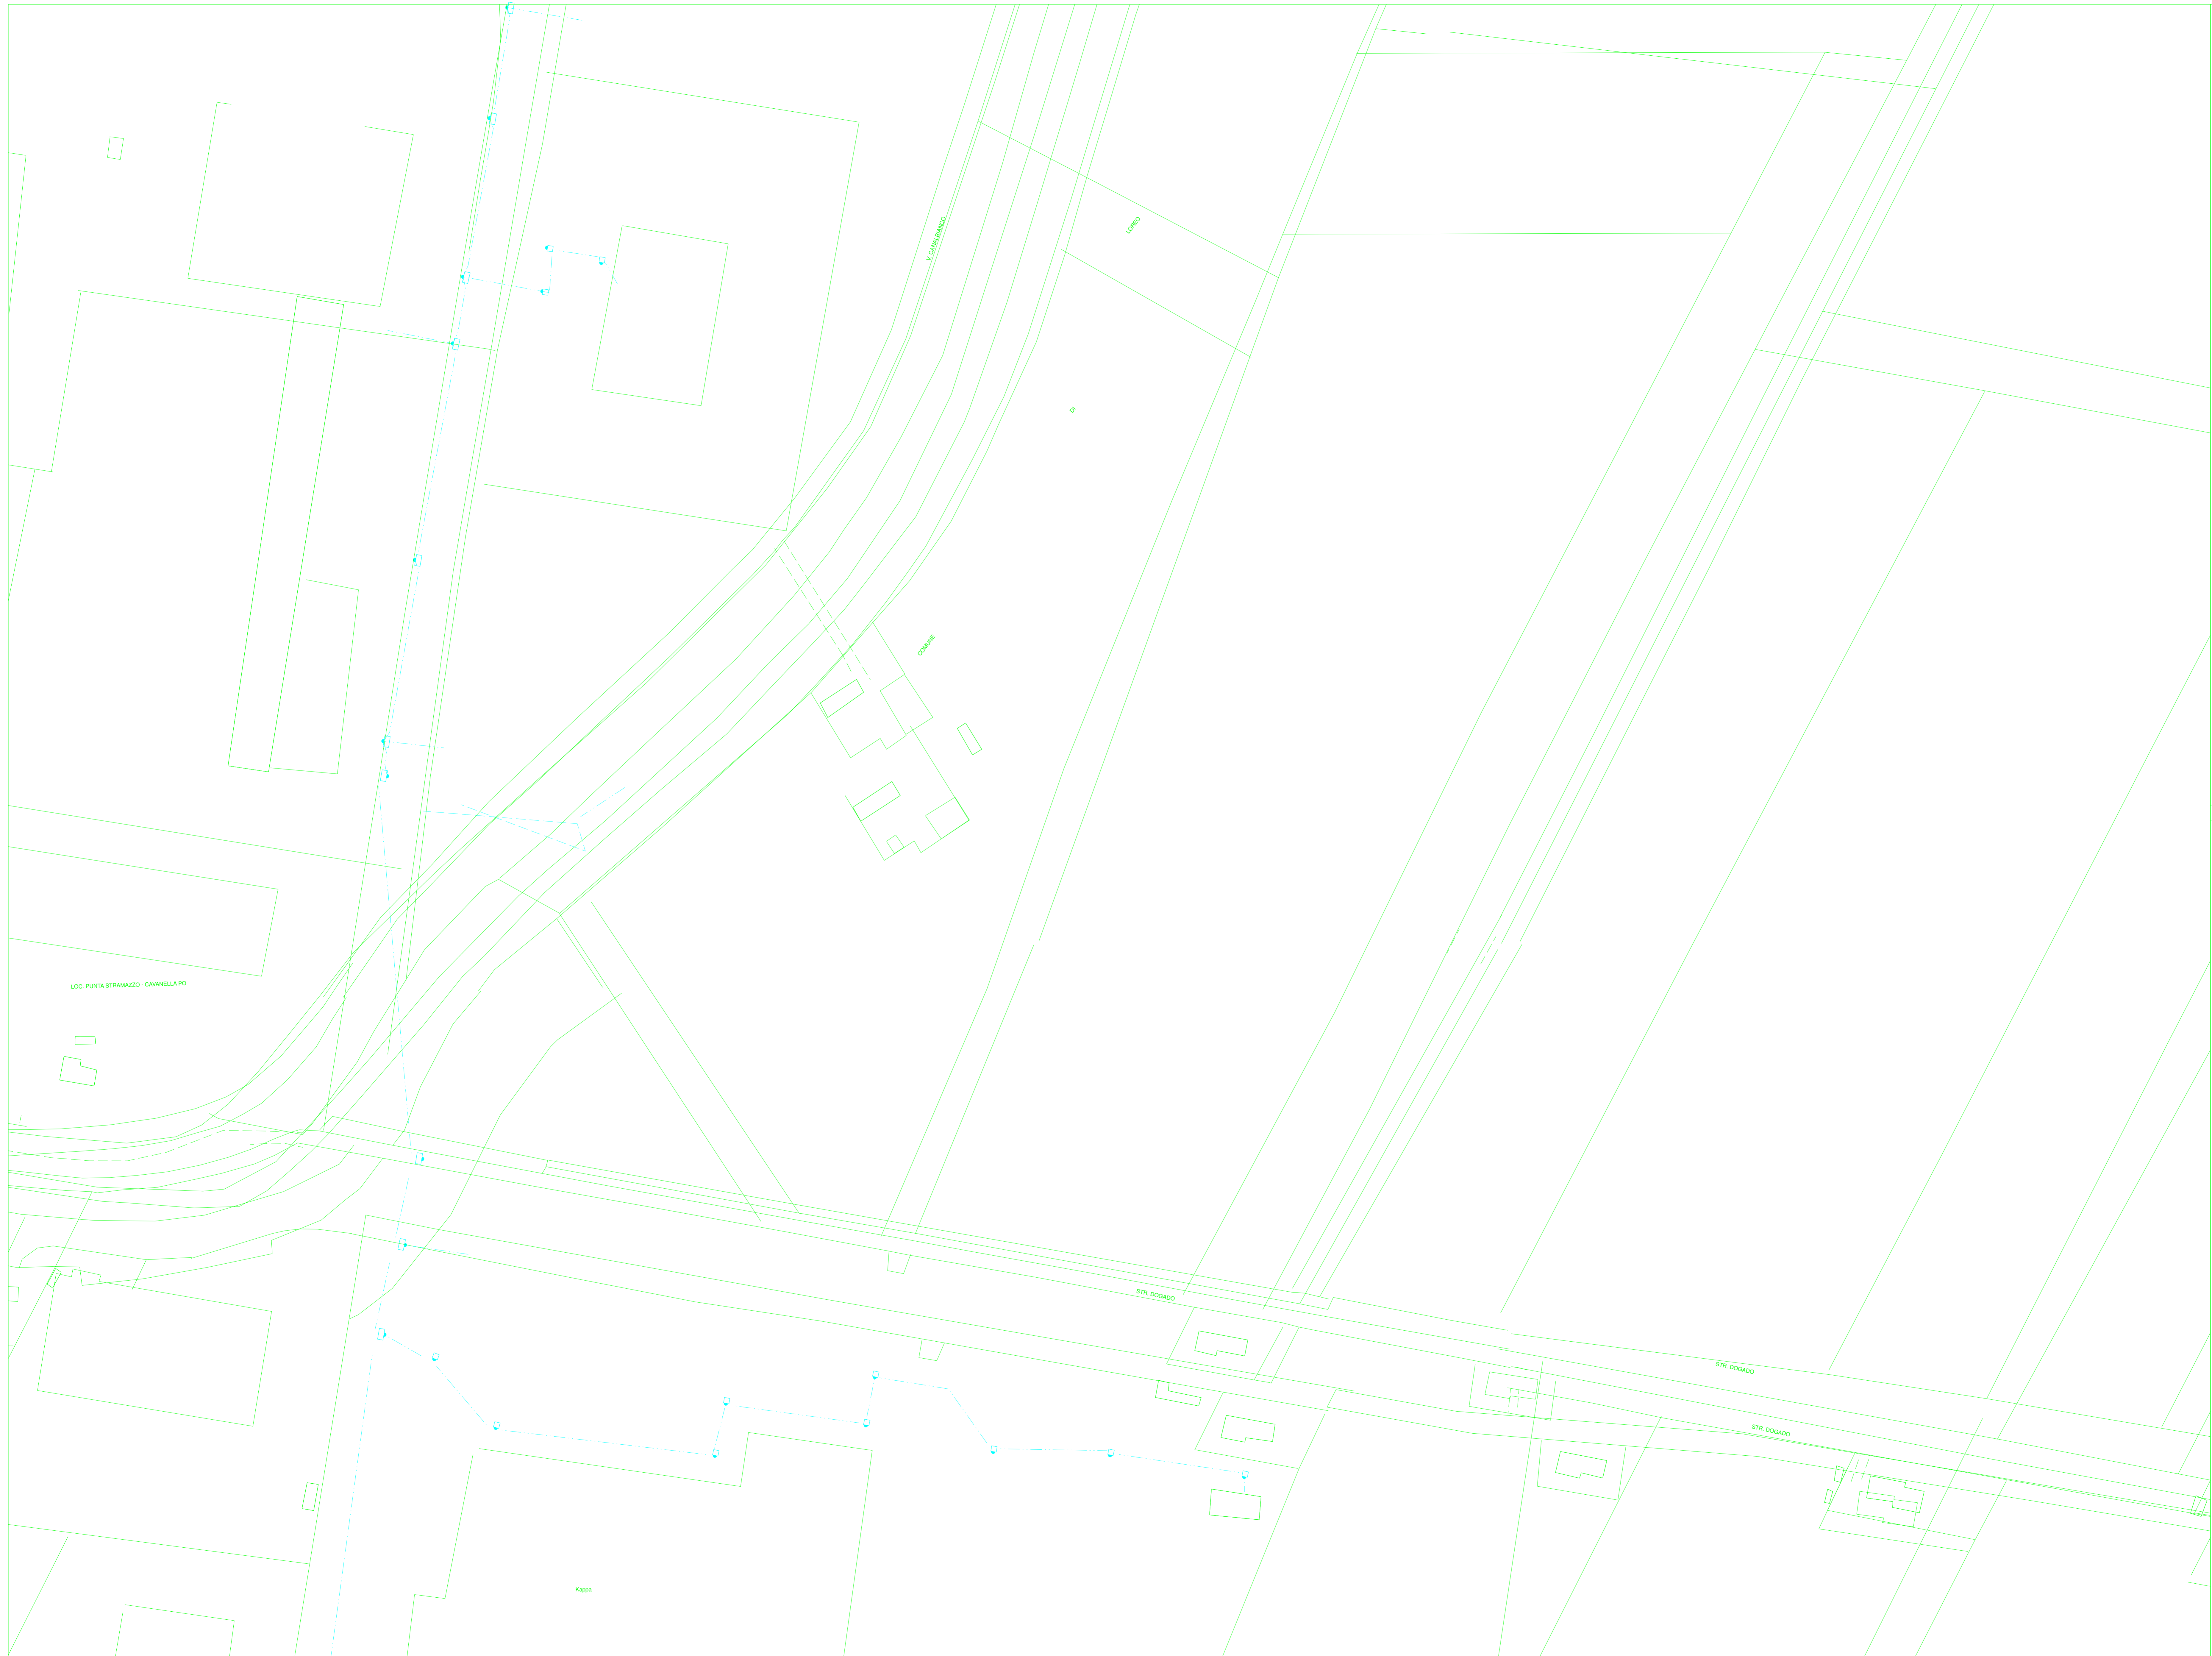 V. CANALBIANCO
LOREO
DI
COMUNE
LOC. PUNTA STRAMAZZO - CAVANELLA PO
STR. DOGADO
STR. DOGADO
STR. DOGADO
Kappa